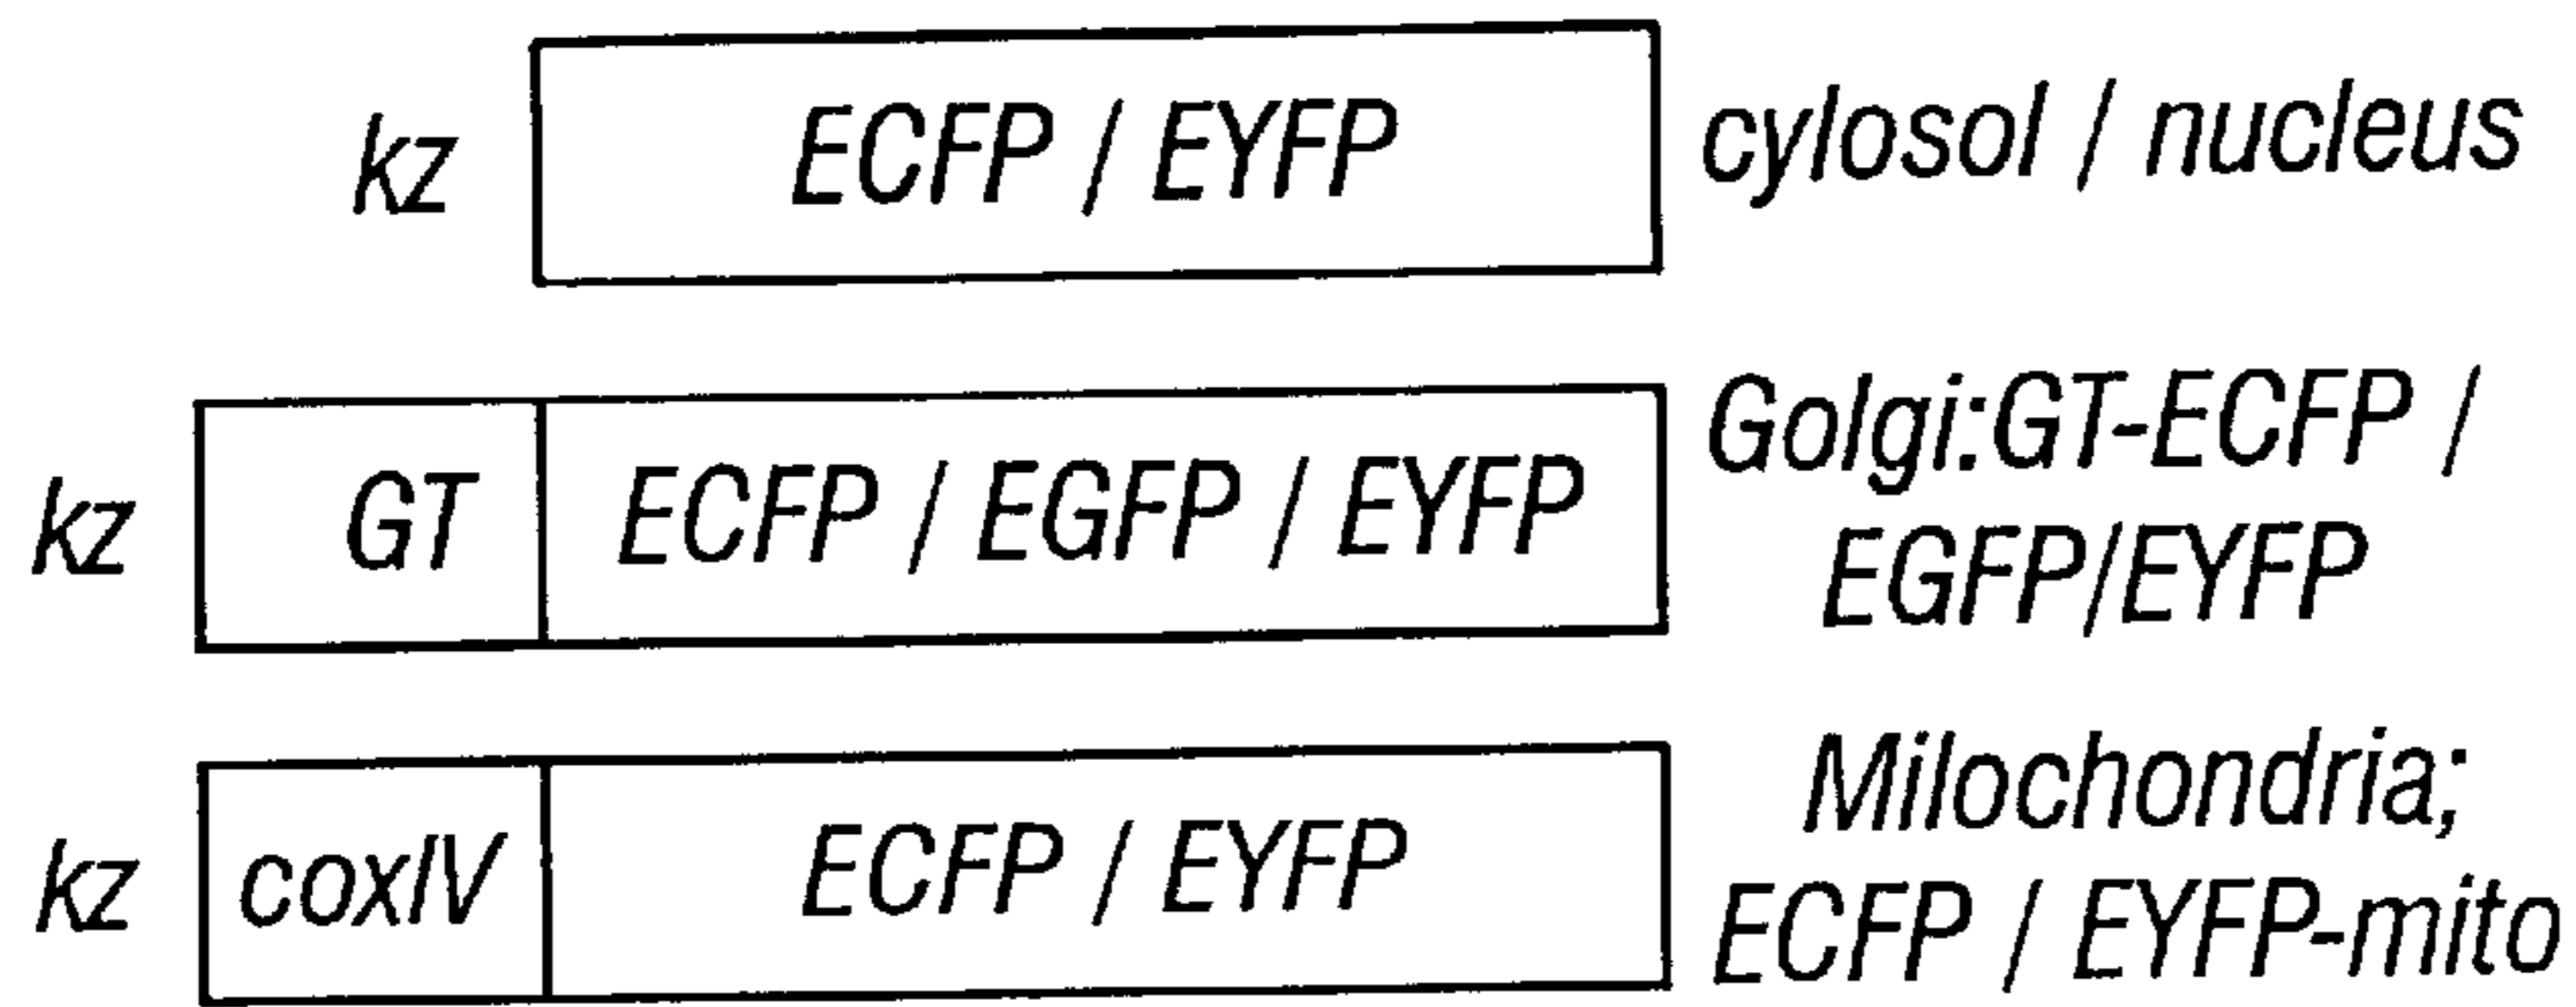 kz ECFP / EYFP cylosol / nucleus
Golgi:GT-ECFP /
kz GT ECFP / EGFP / EYFP
EGFP/EYFP
Milochondria;
kz coxIV ECFP / EYFP
ECFP / EYFP-mito